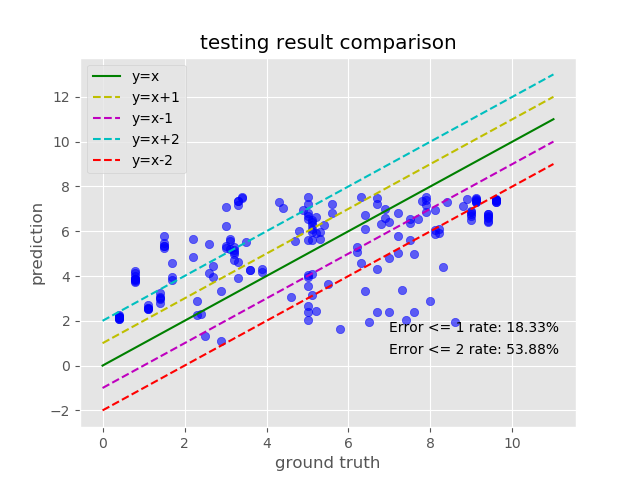 testing result comparison
y=x
y=x+1
y=x-1
y=x+2
y=x-2
12
10
8
6
4
2
0
−2
prediction
Error <= 1 rate: 18.33%
Error <= 2 rate: 53.88%
0 2 4 6 8 10
ground truth